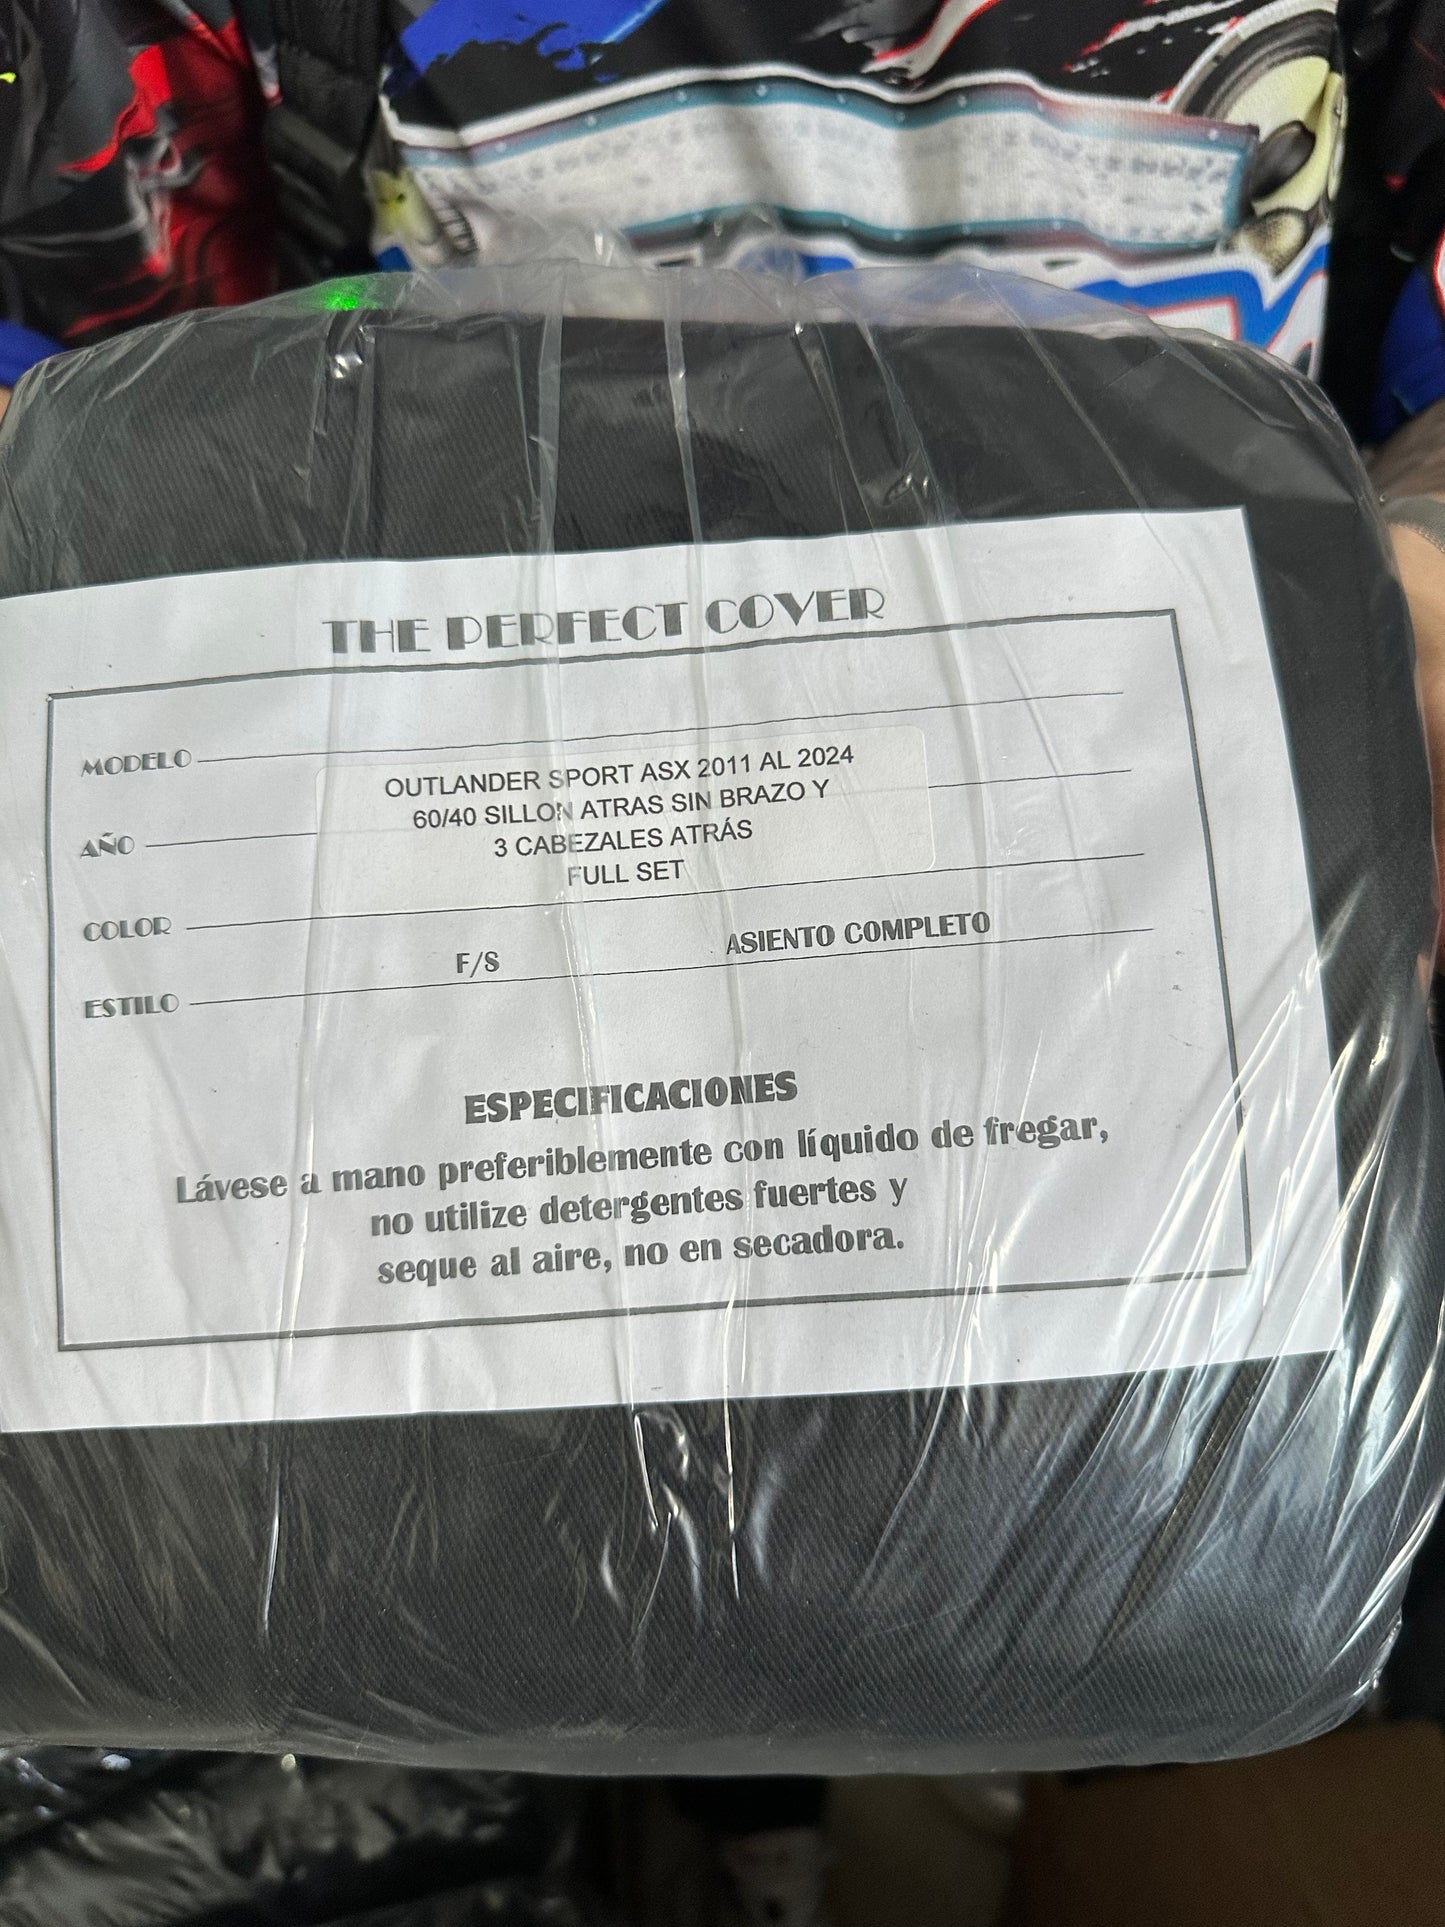 THE PERFECT COVER
MODELO
OUTLANDER SPORT ASX 2011 AL 2024
60/40 SILLON ATRAS SIN BRAZO Y
AÑO
3 CABEZALES ATRÁS
FULL SET
COLOR
F/S ASIENTO COMPLETO
ESTILO
ESPECIFICACIONES
Lávese a mano preferiblemente con líquido de fregar,
no utilize detergentes fuertes y
seque al aire, no en secadora.